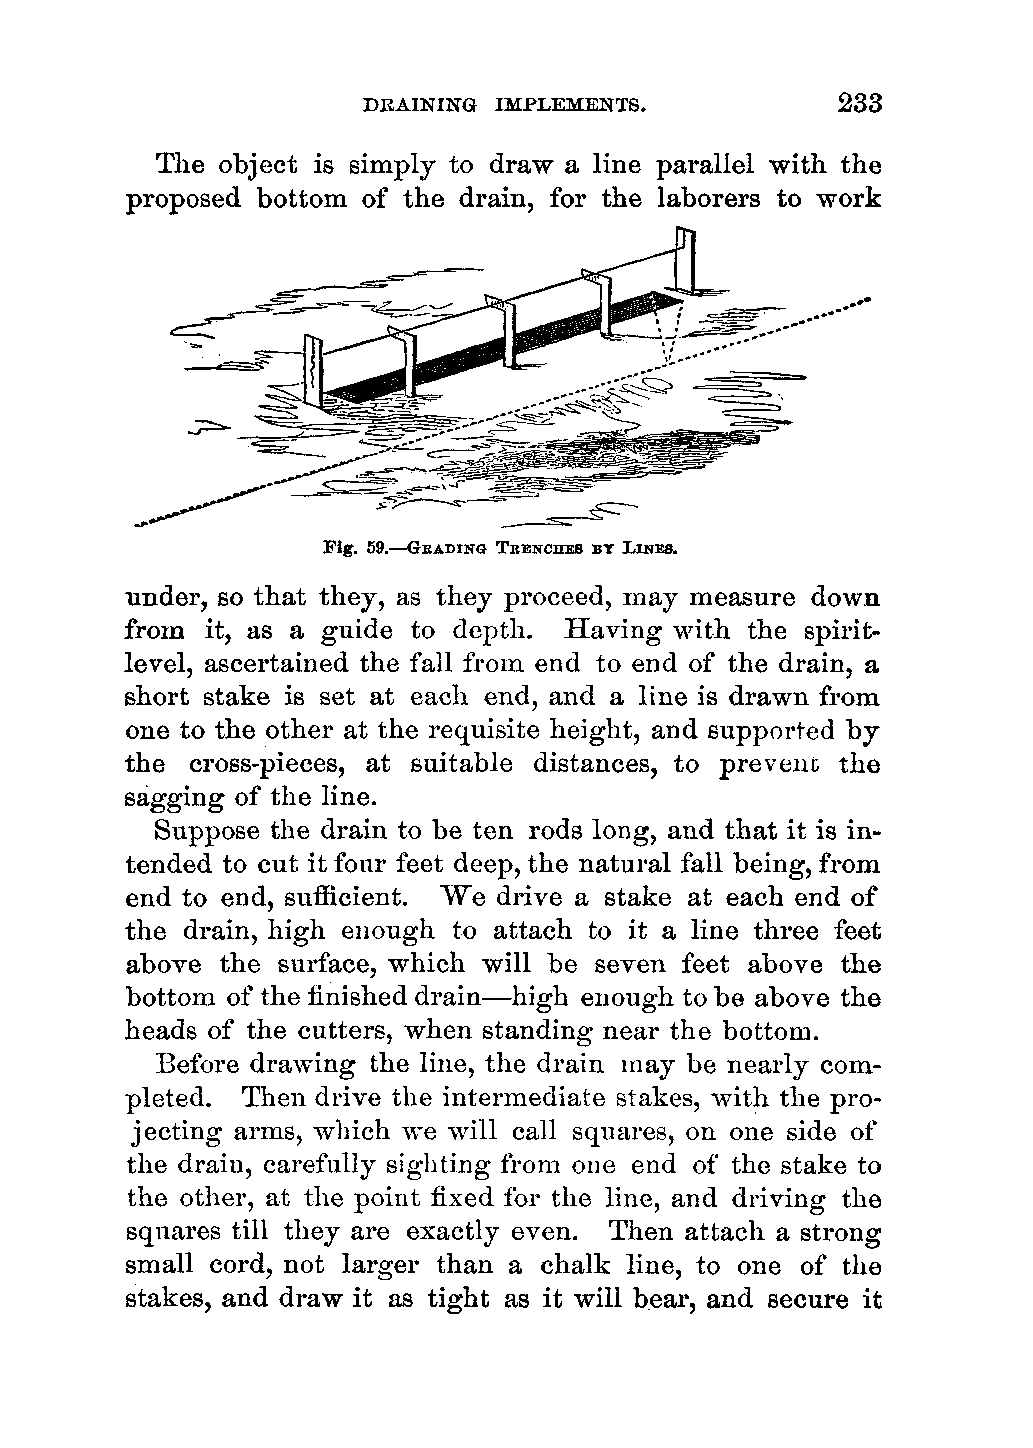 DRAINING IMPLEMENTS. 233
The object is simply to draw a line parallel with the
proposed bottom of the drain, for the laborers to work
Fig. 59.—Grading Trenches by Lines.
under, so that they, as they proceed, may measure down
from it, as a guide to depth. Having with the spirit-
level, ascertained the fall from end to end of the drain, a
short stake is set at each end, and a line is drawn from
one to the other at the requisite height, and supported by
the cross-pieces, at suitable distances, to prevent the
sagging of the line.
Suppose the drain to be ten rods long, and that it is in-
tended to cut it four feet deep, the natural fall being, from
end to end, sufficient. We drive a stake at each end of
the drain, high enough to attach to it a line three feet
above the surface, which will be seven feet above the
bottom of the finished drain—high enough to be above the
heads of the cutters, when standing near the bottom.
Before drawing the line, the drain may be nearly com-
pleted. Then drive the intermediate stakes, with the pro-
jecting arms, which we will call squares, on one side of
the drain, carefully sighting from one end of the stake to
the other, at the point fixed for the line, and driving the
squares till they are exactly even. Then attach a strong
small cord, not larger than a chalk line, to one of the
stakes, and draw it as tight as it will bear, and secure it